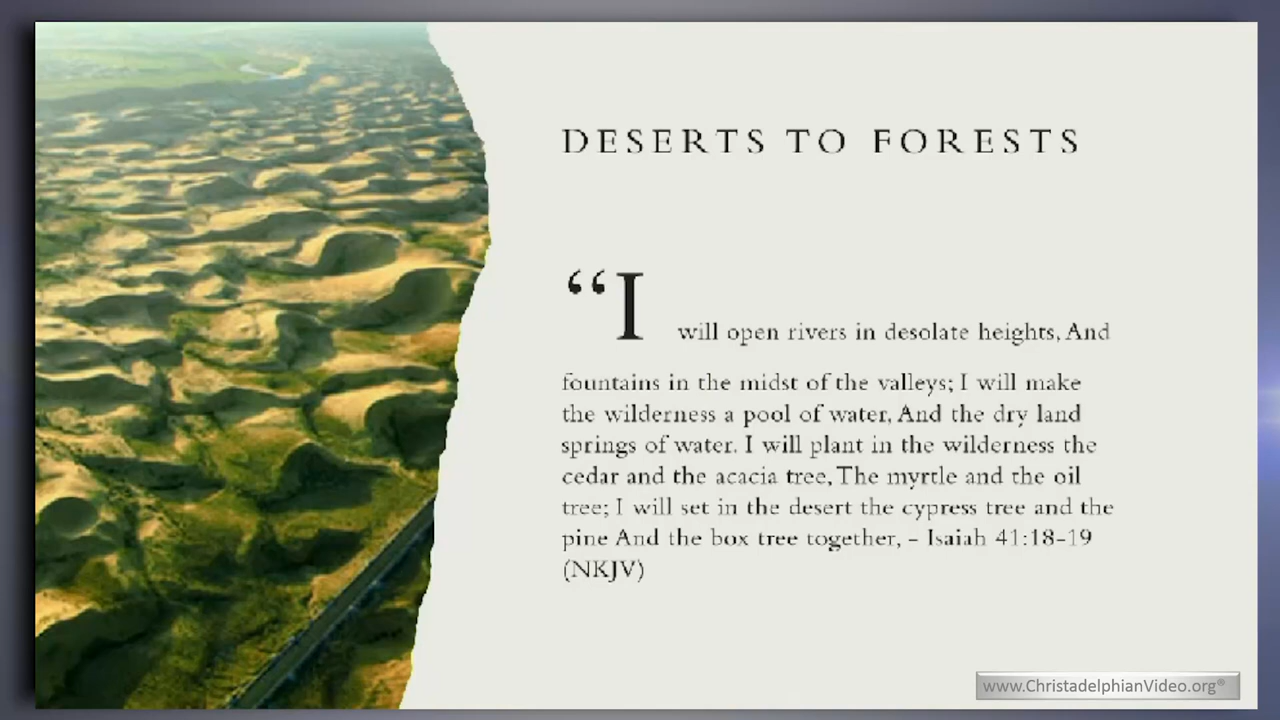 DESERTS TO FORESTS
“I will open rivers in desolate heights, And
fountains in the midst of the valleys; I will make
the wilderness a pool of water, And the dry land
springs of water. I will plant in the wilderness the
cedar and the acacia tree, The myrtle and the oil
tree; I will set in the desert the cypress tree and the
pine And the box tree together, – Isaiah 41:18-19
(NKJV)
www.ChristadelphianVideo.org®